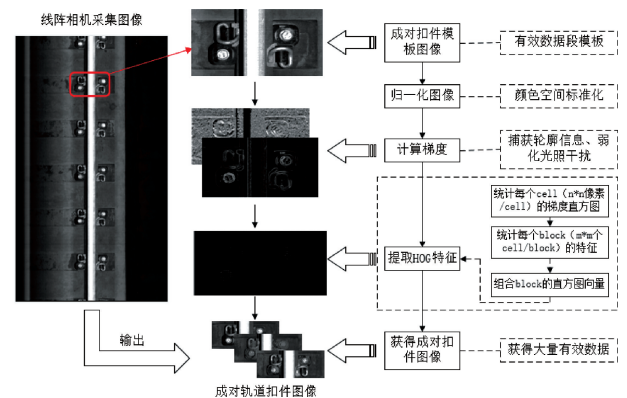 线阵相机采集图像
成对扣件模
板图像
有效数据段模板
归一化图像
颜色空间标准化
计算梯度
捕获轮廓信息、弱
化光照干扰
统计每个cell（n*n像素
/cell）的梯度直方图
统计每个block（m*m个
cell/block）的特征
提取HOG特征
组合block的直方图向量
输出
获得成对扣
件图像
获得大量有效数据
成对轨道扣件图像